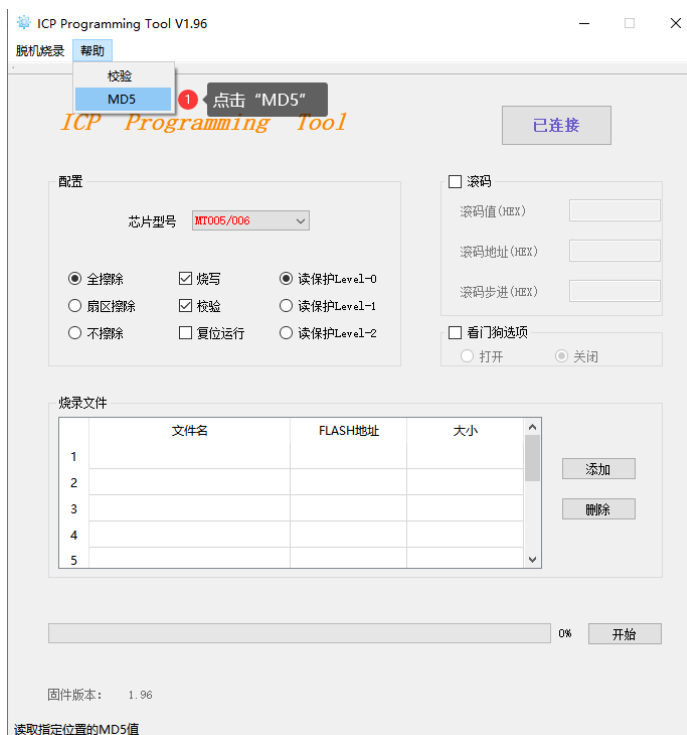 ICP Programming Tool V1.96
脱机烧录 帮助
校验
MD5
1 点击“MD5”
ICP Programming Tool
已连接
配置
滚码
芯片型号 MT005/006
滚码值(HEX)
滚码地址(HEX)
滚码步进(HEX)
全擦除 烧写 读保护Level-0
扇区擦除 校验 读保护Level-1
不擦除 复位运行 读保护Level-2
看门狗选项
打开 关闭
烧录文件
文件名 FLASH地址 大小
1
2
3
4
5
添加
删除
0% 开始
固件版本: 1.96
读取指定位置的MD5值